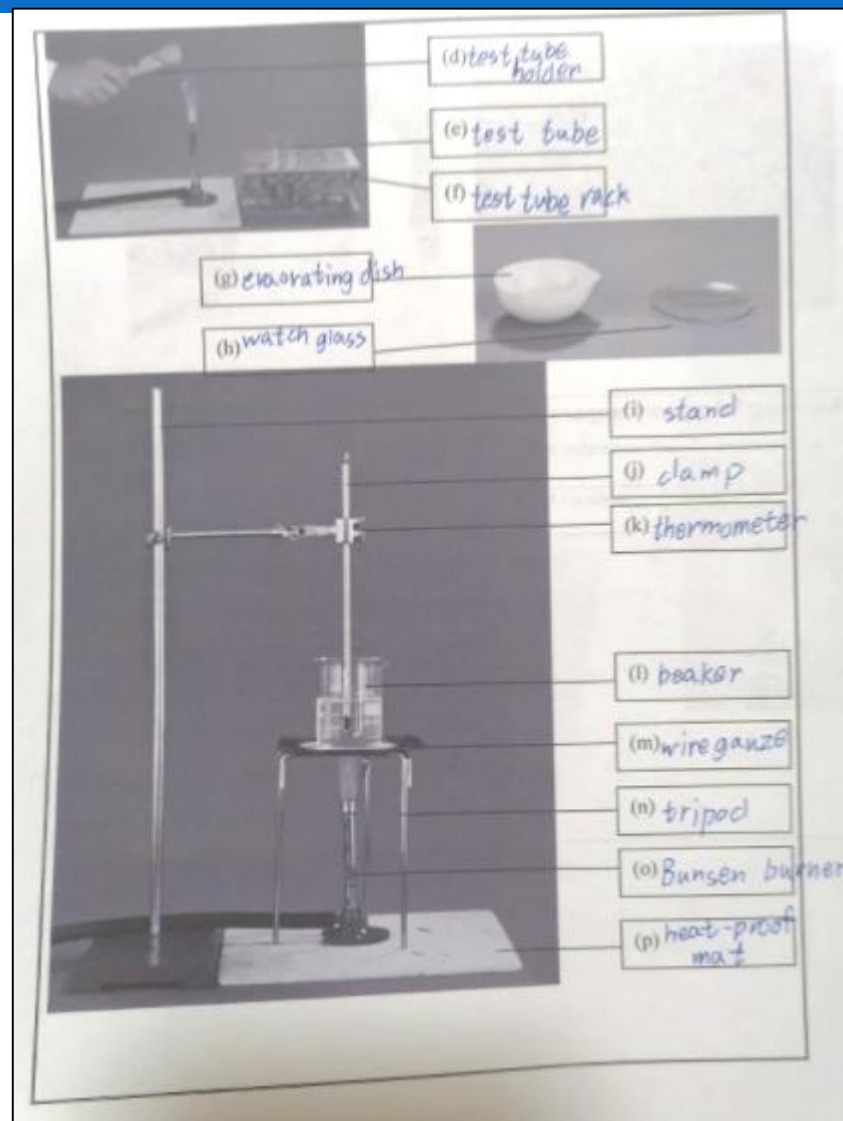 (d) test tube
holder
(e) test tube
(f) test tube rack
(g) evaorating dish
(h) watch glass
(i) stand
(j) clamp
(k) thermometer
(l) beaker
(m) wire ganze
(n) tripod
(o) Bunsen burner
(p) heat-proof
mat